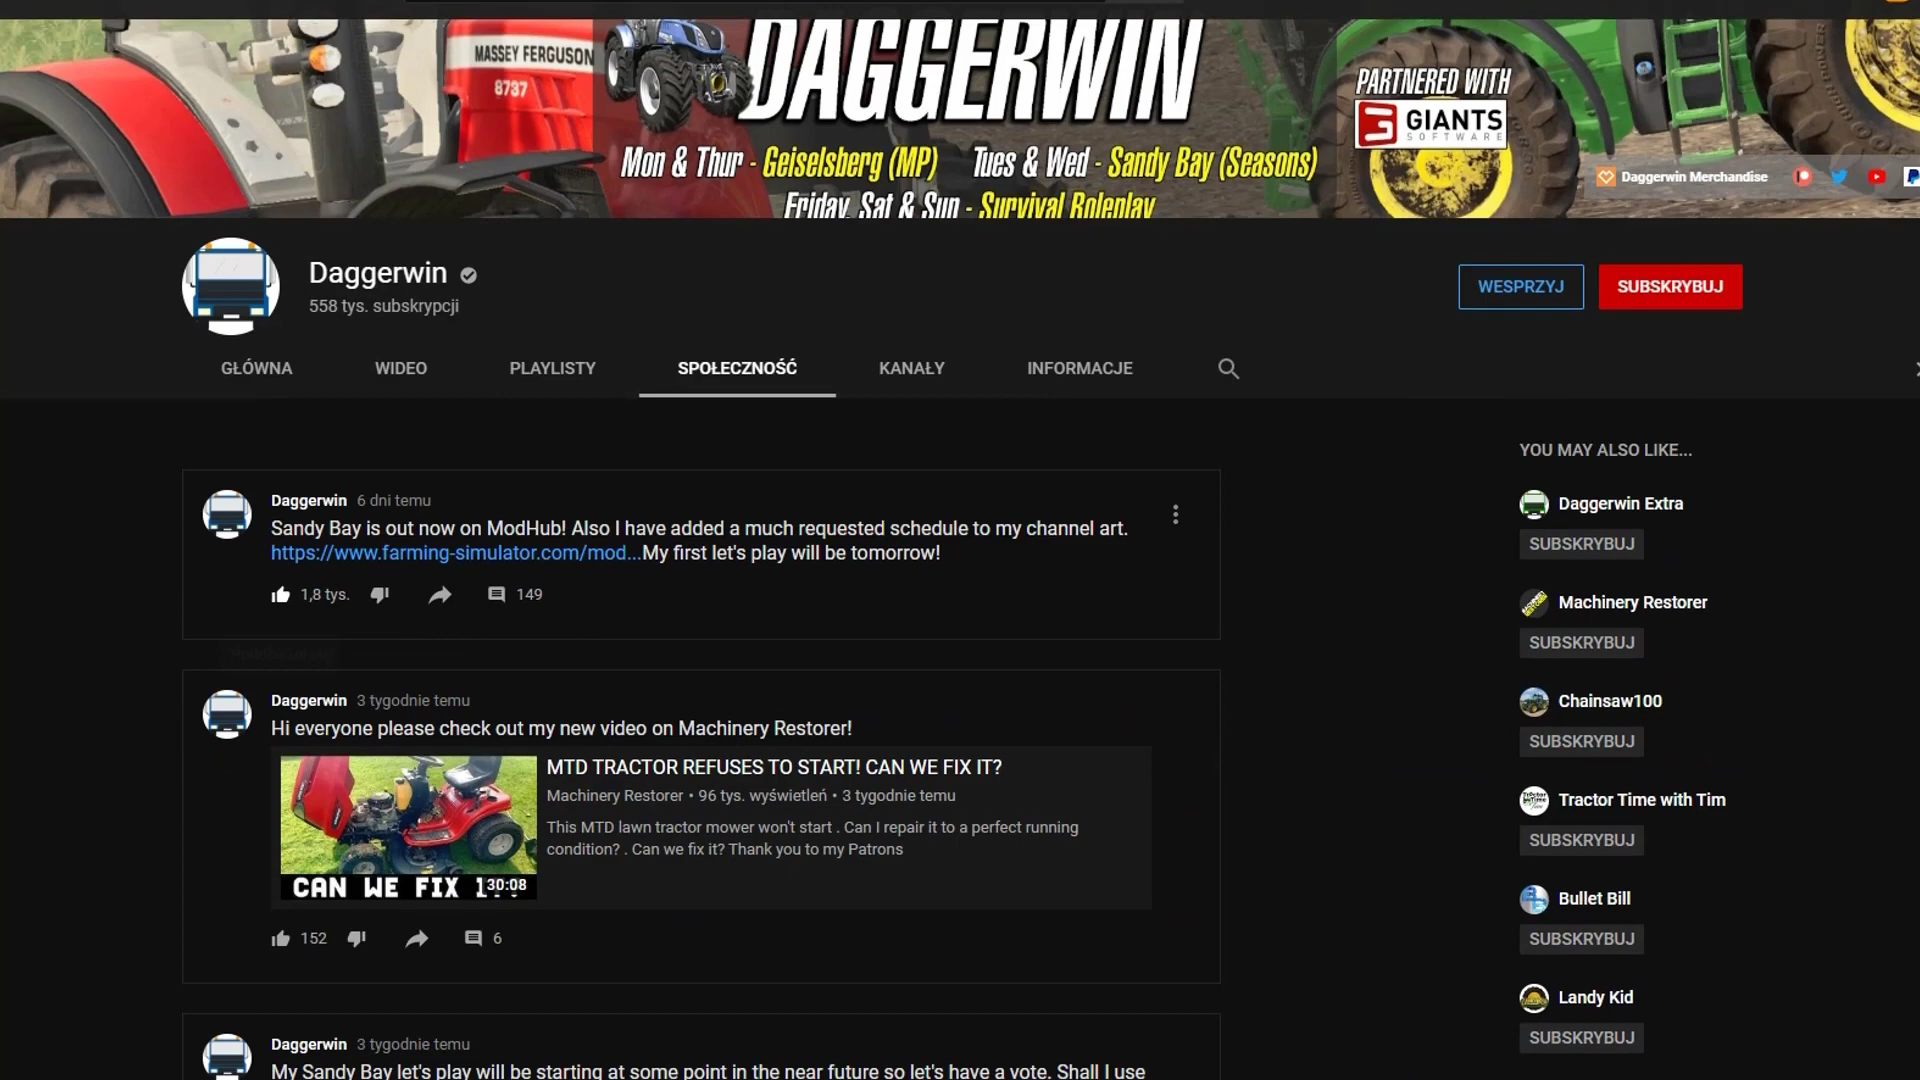 MASSEY FERGUSON
8737
DAGGERWIN
PARTNERED WITH
GIANTS
SOFTWARE
Mon & Thur - Geiselsberg (MP) Tues & Wed - Sandy Bay (Seasons)
Friday, Sat & Sun - Survival Roleplay
Daggerwin Merchandise
Daggerwin
558 tys. subskrypcji
WESPRZYJ
SUBSKRYBUJ
GŁÓWNA
WIDEO
PLAYLISTY
SPOŁECZNOŚĆ
KANAŁY
INFORMACJE
Daggerwin 6 dni temu
Sandy Bay is out now on ModHub! Also I have added a much requested schedule to my channel art.
https://www.farming-simulator.com/mod...My first let's play will be tomorrow!
1,8 tys.
149
Daggerwin 3 tygodnie temu
Hi everyone please check out my new video on Machinery Restorer!
MTD TRACTOR REFUSES TO START! CAN WE FIX IT?
Machinery Restorer • 96 tys. wyświetleń • 3 tygodnie temu
This MTD lawn tractor mower won't start . Can I repair it to a perfect running
condition? . Can we fix it? Thank you to my Patrons
CAN WE FIX
30:08
152
6
Daggerwin 3 tygodnie temu
My Sandy Bay let's play will be starting at some point in the near future so let's have a vote. Shall I use
YOU MAY ALSO LIKE...
Daggerwin Extra
SUBSKRYBUJ
Machinery Restorer
SUBSKRYBUJ
Chainsaw100
SUBSKRYBUJ
Tractor Time with Tim
SUBSKRYBUJ
Bullet Bill
SUBSKRYBUJ
Landy Kid
SUBSKRYBUJ